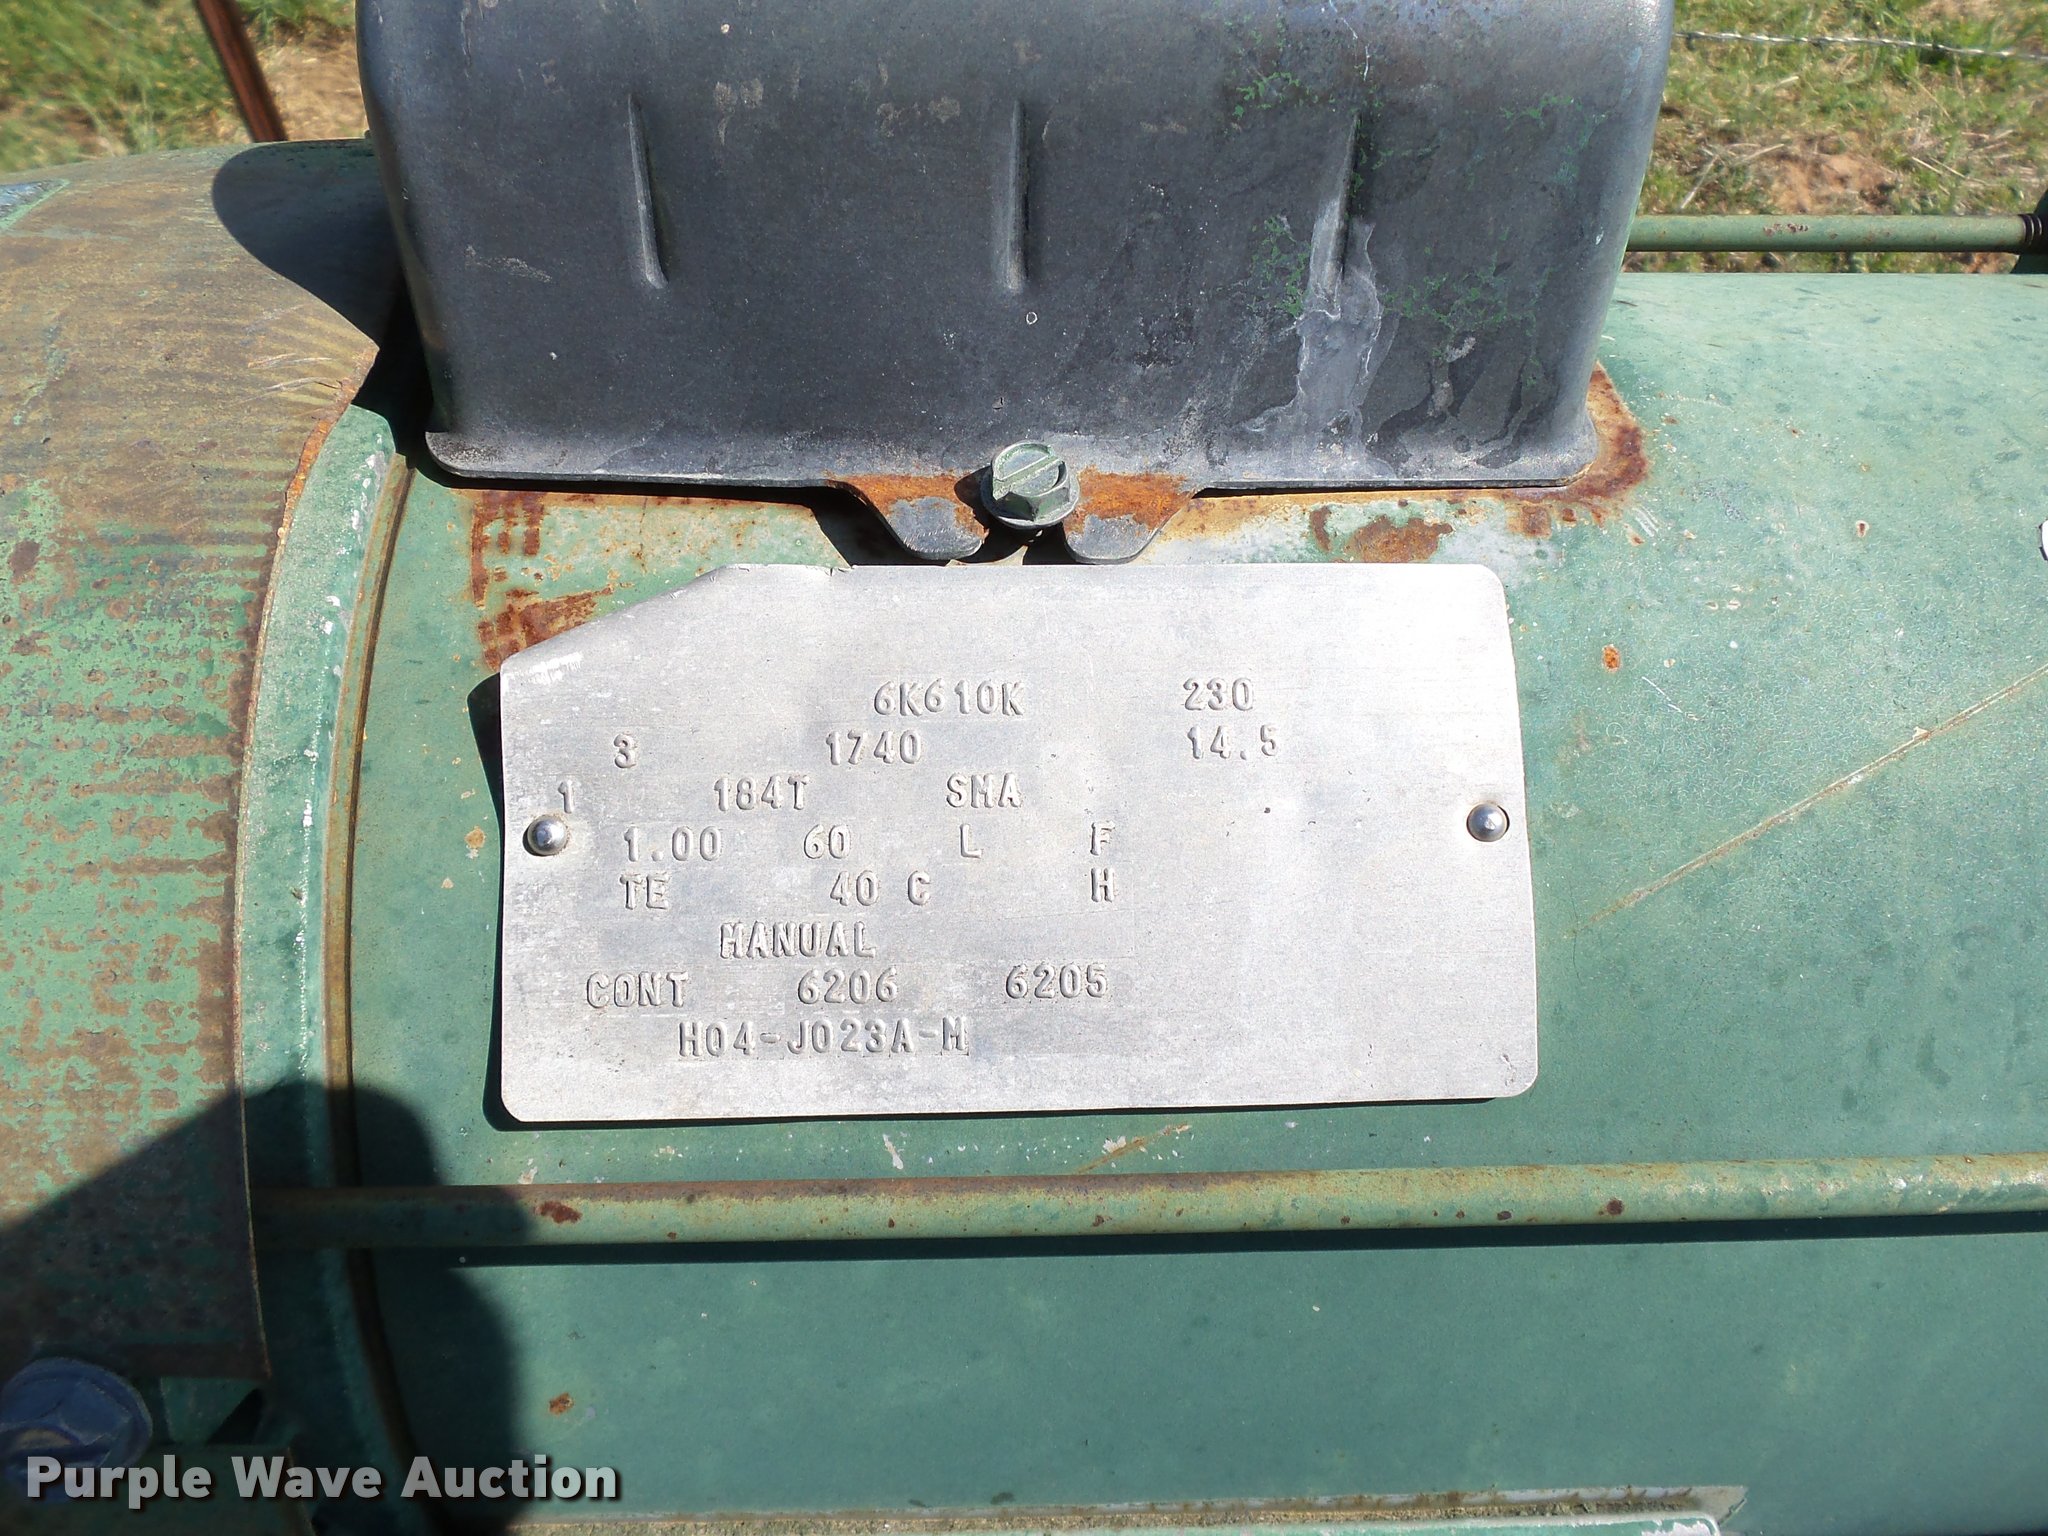 6K610K 230
3 1740 14.5
1 184T SMA
1.00 60 L F
TE 40 C H
MANUAL
CONT 6206 6205
H04-J023A-M
Purple Wave Auction